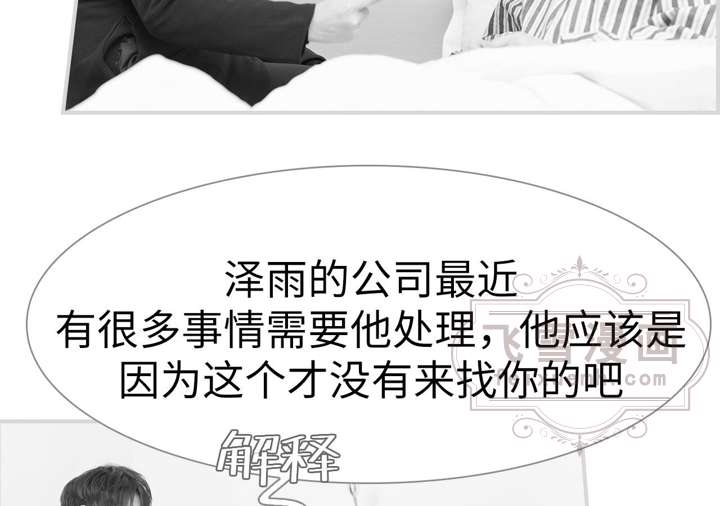 泽雨的公司最近
有很多事情需要他处理，他应该是
因为这个才没有来找你的吧
飞雪漫画
解释